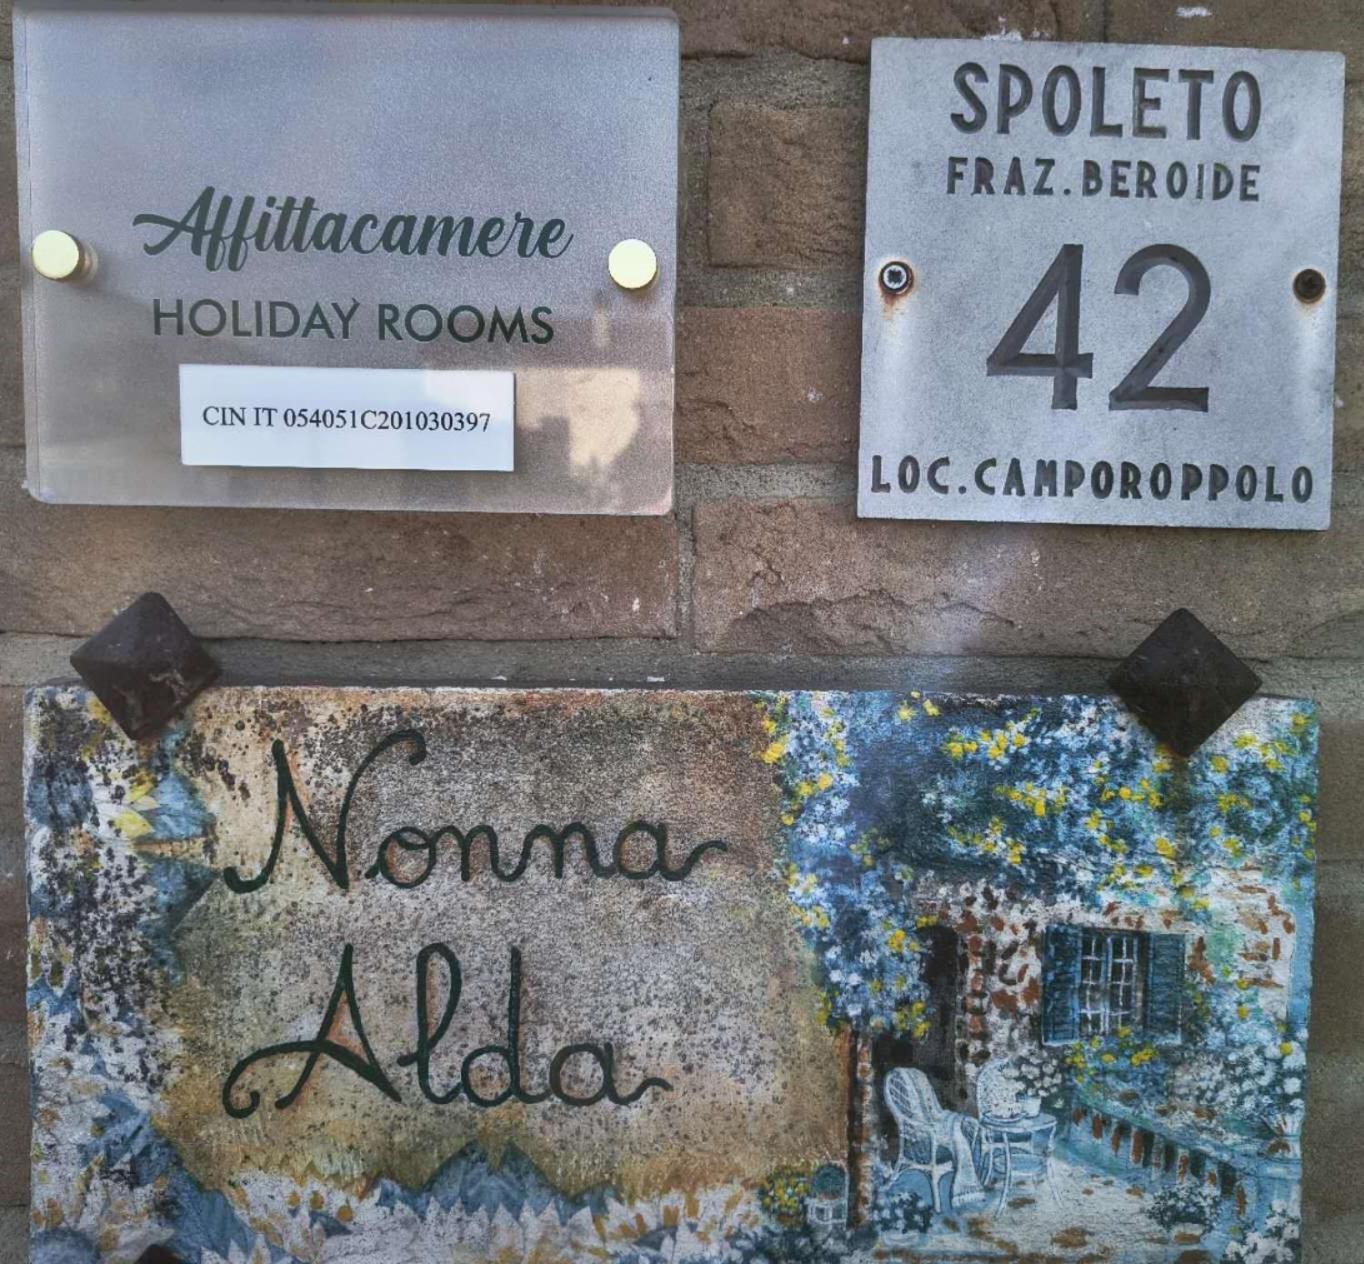 Affittacamere
HOLIDAY ROOMS
CIN IT 054051C201030397
SPOLETO
FRAZ.BEROIDE
42
LOC.CAMPOROPPOLO
Nonna
Alda